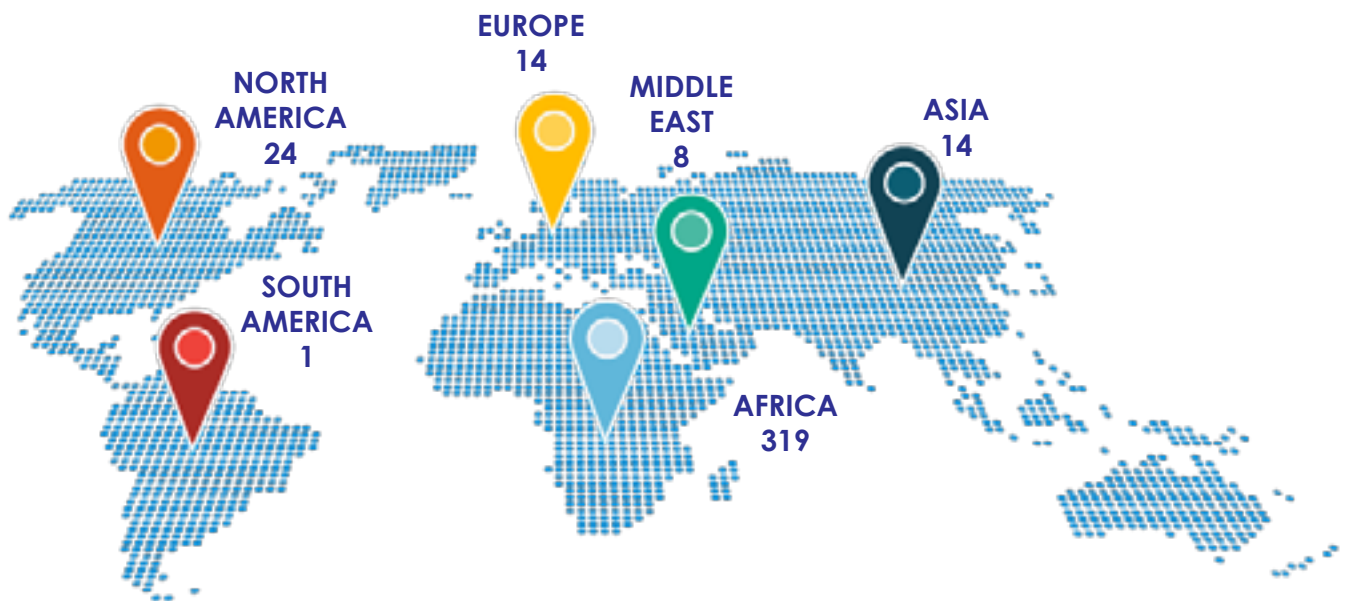 EUROPE
14
NORTH
AMERICA
24
MIDDLE
EAST
8
ASIA
14
SOUTH
AMERICA
1
AFRICA
319